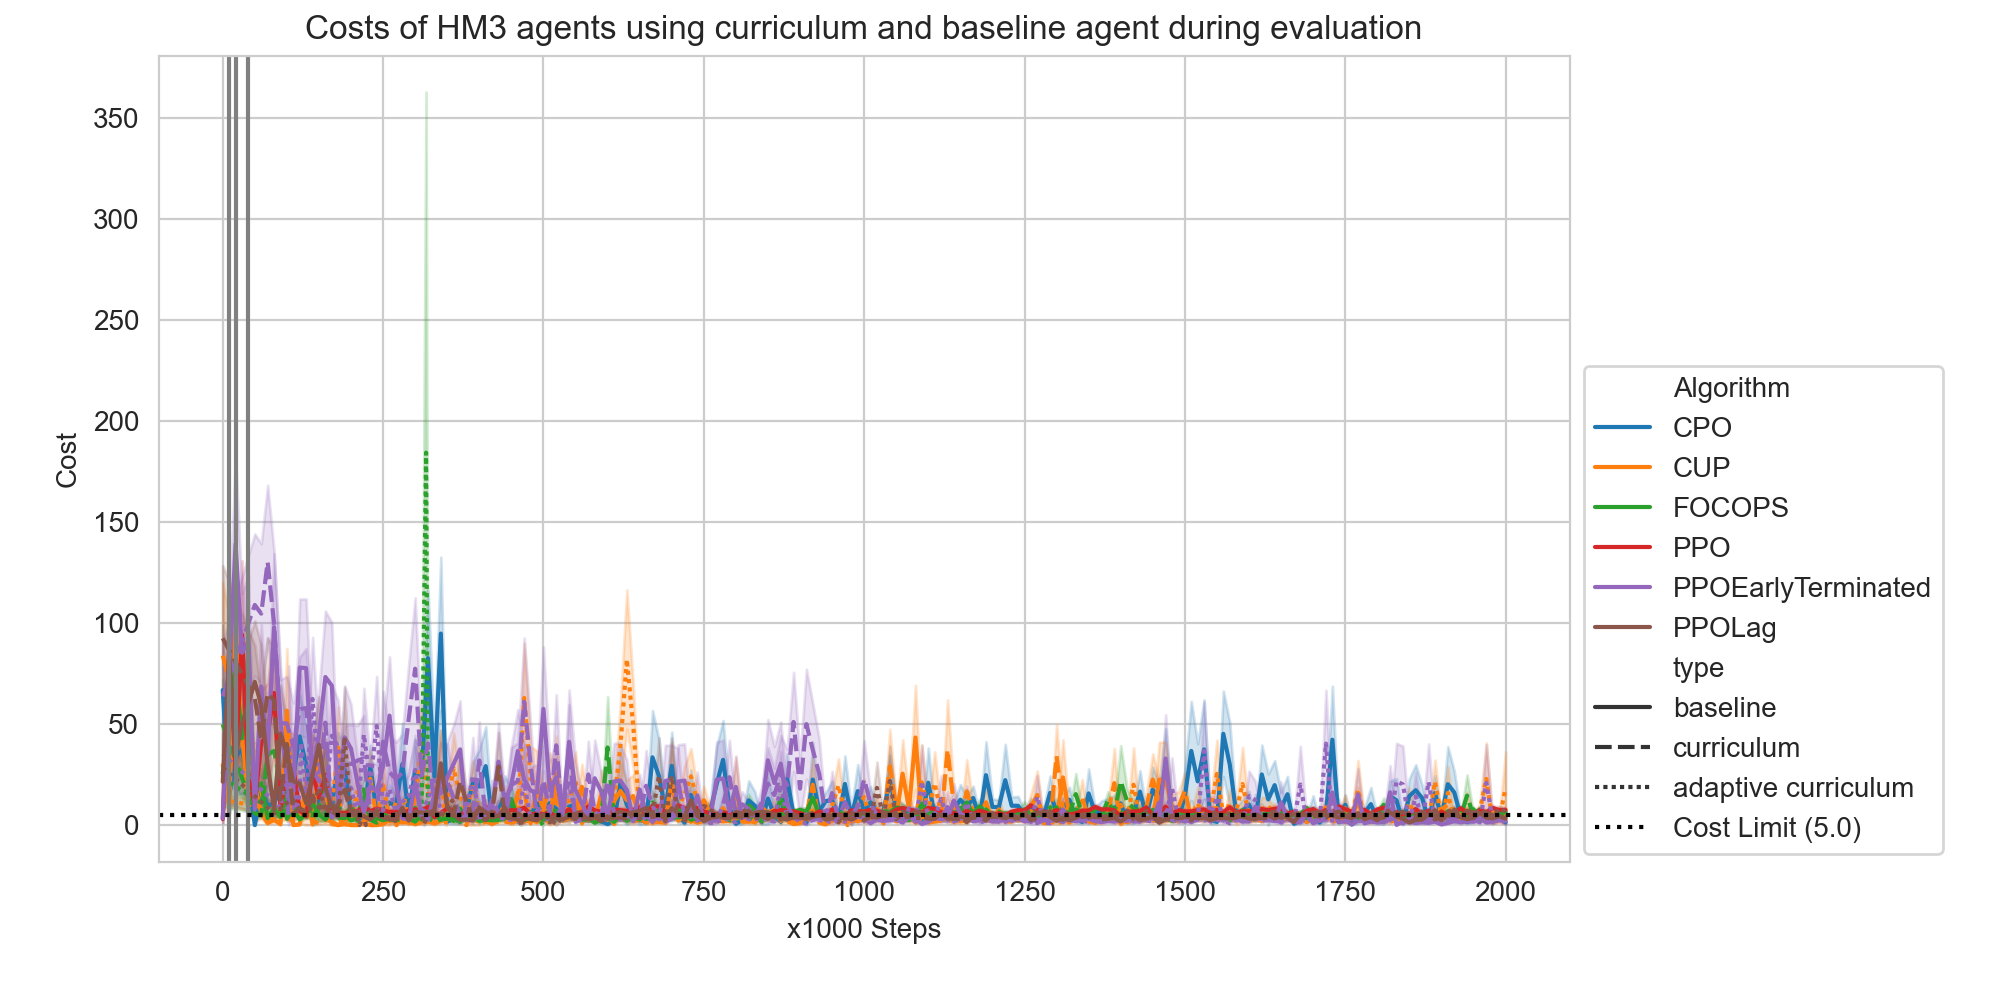 Costs of HM3 agents using curriculum and baseline agent during evaluation
350
300
250
200
150
100
50
0
Cost
0 250 500 750 1000 1250 1500 1750 2000
x1000 Steps
Algorithm
CPO
CUP
FOCOPS
PPO
PPOEarlyTerminated
PPOLag
type
baseline
curriculum
adaptive curriculum
Cost Limit (5.0)